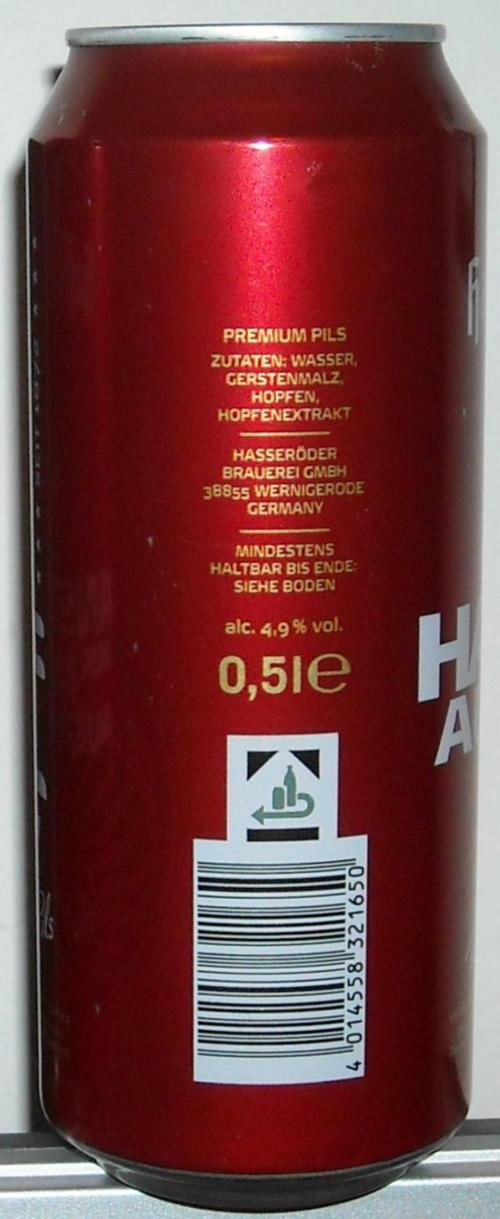 PREMIUM PILS
ZUTATEN: WASSER,
GERSTENMALZ,
HOPFEN,
HOPFENEXTRAKT
HASSERÖDER
BRAUEREI GMBH
38855 WERNIGERODE
GERMANY
MINDESTENS
HALTBAR BIS ENDE:
SIEHE BODEN
alc. 4,9 % vol.
0,5l e
4 014558 321650
HA
A